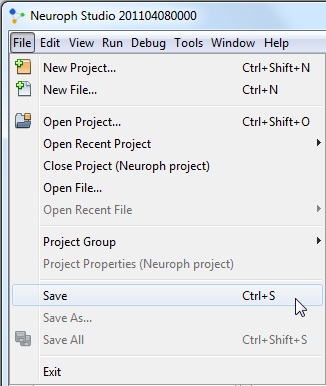 Neuroph Studio 201104080000
File Edit View Run Debug Tools Window Help
New Project... Ctrl+Shift+N
New File... Ctrl+N
Open Project... Ctrl+Shift+O
Open Recent Project
Close Project (Neuroph project)
Open File...
Open Recent File
Project Group
Project Properties (Neuroph project)
Save Ctrl+S
Save As...
Save All Ctrl+Shift+S
Exit